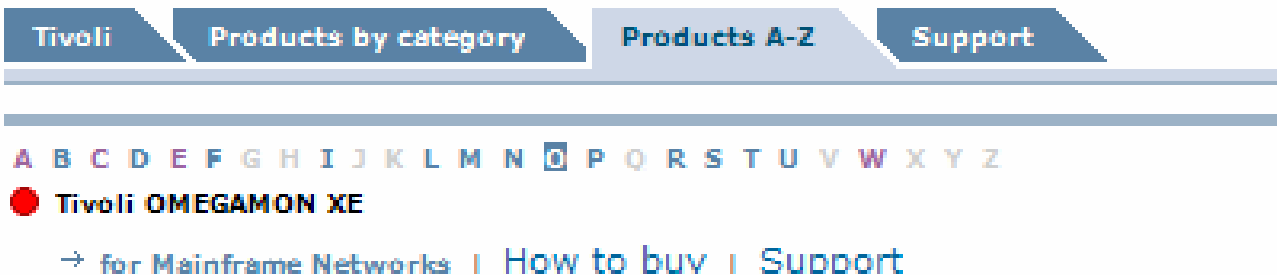 Tivoli Products by category Products A-Z Support
A B C D E F G H I J K L M N O P Q R S T U V W X Y Z
Tivoli OMEGAMON XE
→ for Mainframe Networks | How to buy | Support